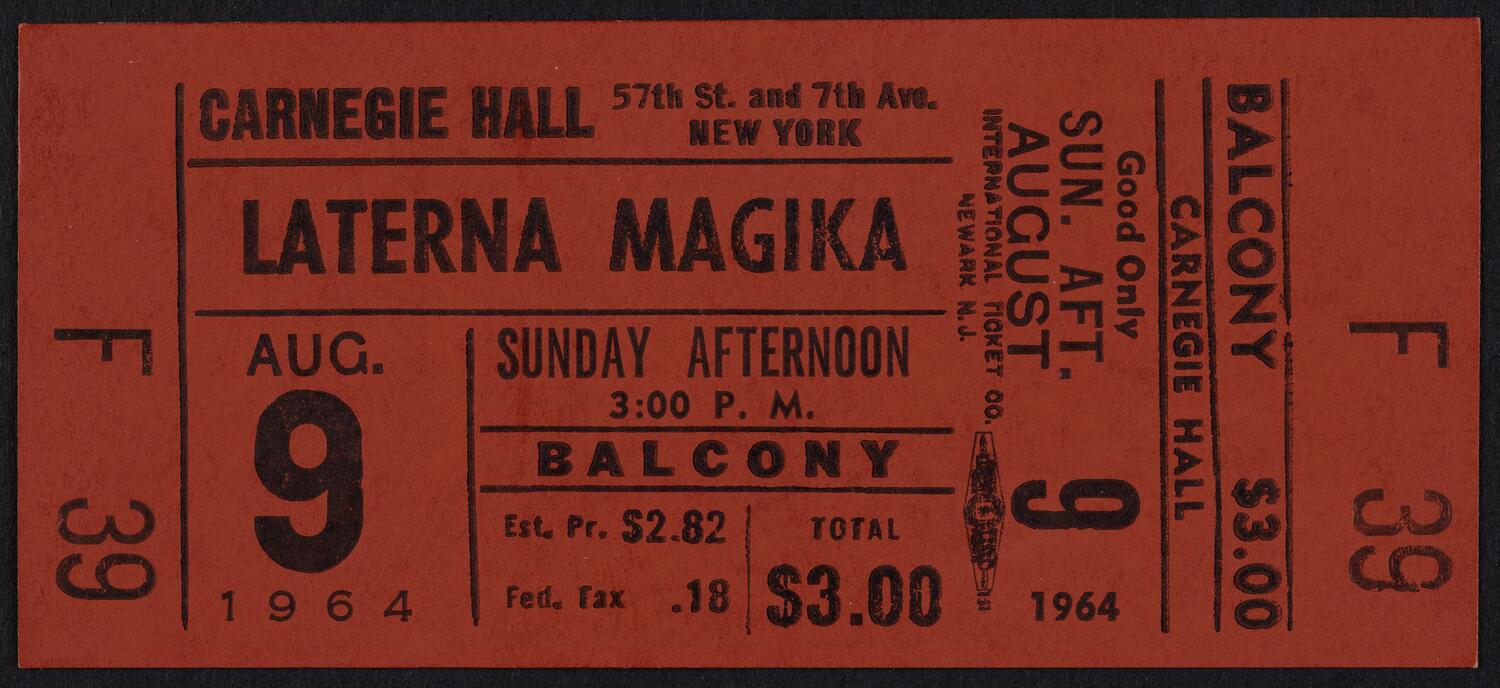 F 39
CARNEGIE HALL
57th St. and 7th Ave.
NEW YORK
LATERNA MAGIKA
AUG.
9
1964
SUNDAY AFTERNOON
3:00 P. M.
BALCONY
Est. Pr. $2.82
Fed. Tax .18
TOTAL
$3.00
INTERNATIONAL TICKET CO.
NEWARK N.J.
Good Only
SUN. AFT.
AUGUST
9
1964
CARNEGIE HALL
BALCONY $3.00
F 39